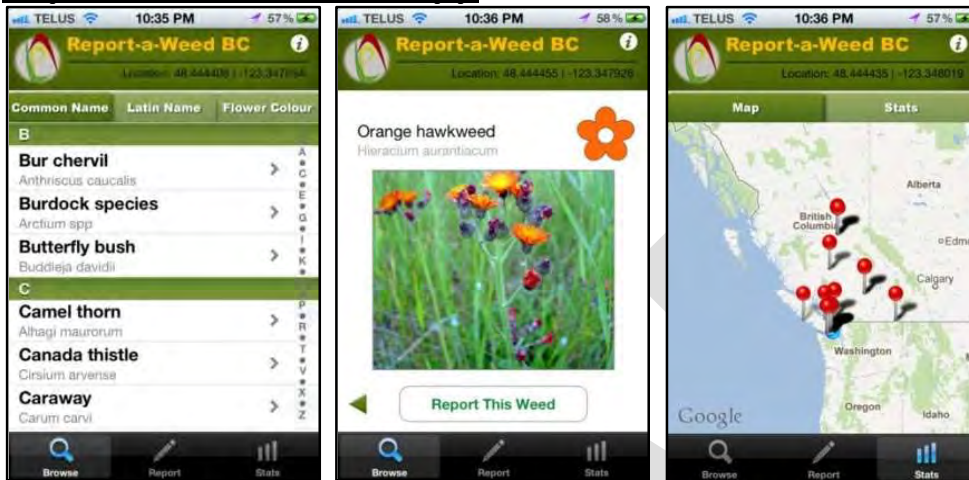 TELUS 10:35 PM 57%
Report-a-Weed BC
Location: 48.444408 | -123.347
Common Name Latin Name Flower Colour
B
Bur chervil
Anthriscus caucalis
Burdock species
Arctium spp
Butterfly bush
Buddleja davidii
C
Camel thorn
Alhagi maurorum
Canada thistle
Cirsium arvense
Caraway
Carum carvi
A
C
E
G
I
K
P
R
T
V
X
Z
Browse Report Stats
TELUS 10:36 PM 58%
Report-a-Weed BC
Location: 48.444455 | -123.347926
Orange hawkweed
Hieracium aurantiacum
Report This Weed
Browse Report Stats
TELUS 10:36 PM 57%
Report-a-Weed BC
Location: 48.444435 | -123.348019
Map Stats
Alberta
British
Columbia
Edm
Calgary
Washington
Oregon
Idaho
Google
Browse Report Stats